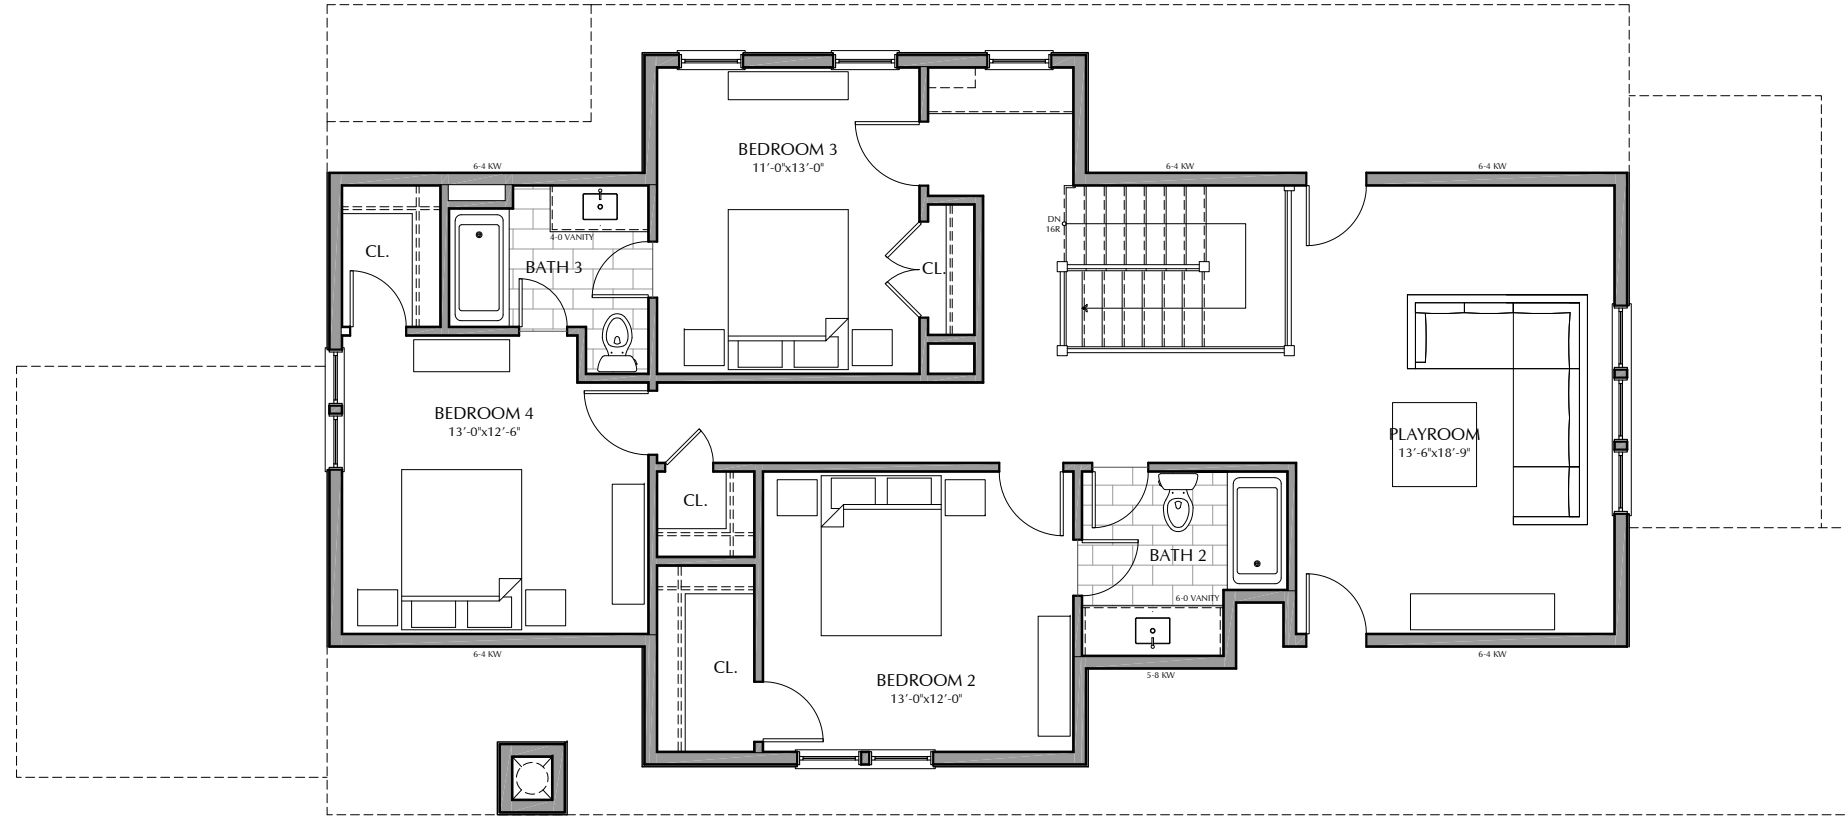 6-4 KW
6-4 KW
6-4 KW
BEDROOM 3
11'-0"x13'-0"
CL.
4-0 VANITY
BATH 3
CL.
DN
16R
BEDROOM 4
13'-0"x12'-6"
PLAYROOM
13'-6"x18'-9"
CL.
BATH 2
6-0 VANITY
CL.
BEDROOM 2
13'-0"x12'-0"
6-4 KW
5-8 KW
6-4 KW